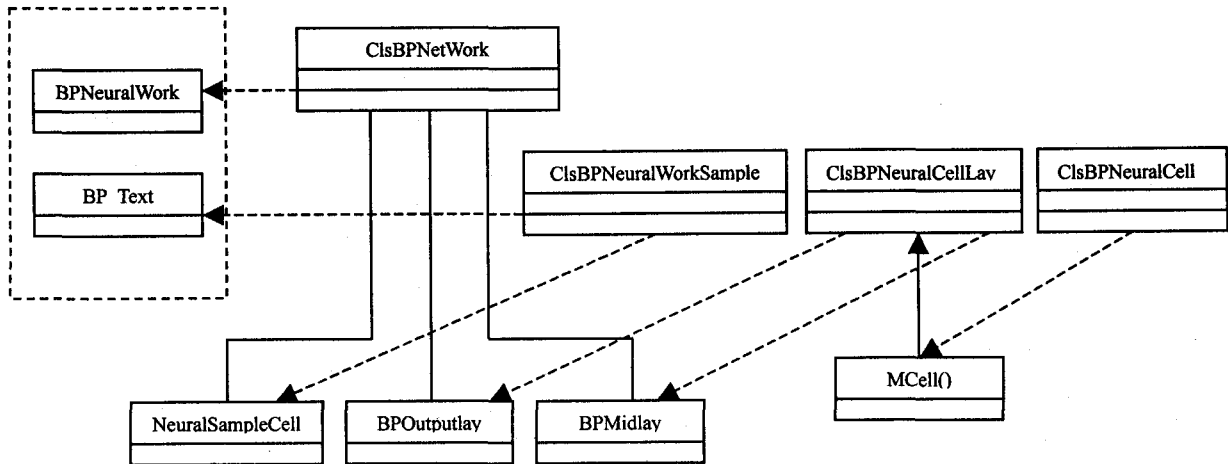 ClsBPNetWork
BPNeuralWork
BP Text
ClsBPNeuralWorkSample
ClsBPNeuralCellLav
ClsBPNeuralCell
MCell()
NeuralSampleCell
BPOutputlay
BPMidlay